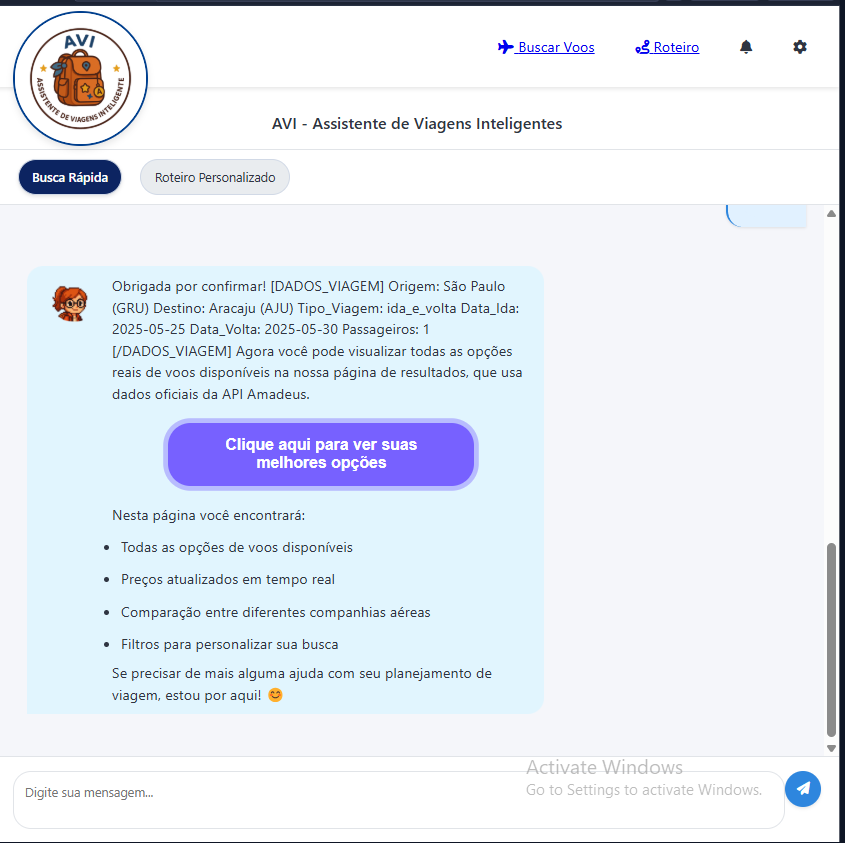 AVI
ASSISTENTE DE VIAGENS INTELIGENTE
Buscar Voos
Roteiro
AVI - Assistente de Viagens Inteligentes
Busca Rápida
Roteiro Personalizado
Obrigada por confirmar! [DADOS_VIAGEM] Origem: São Paulo
(GRU) Destino: Aracaju (AJU) Tipo_Viagem: ida_e_volta Data_Ida:
2025-05-25 Data_Volta: 2025-05-30 Passageiros: 1
[/DADOS_VIAGEM] Agora você pode visualizar todas as opções
reais de voos disponíveis na nossa página de resultados, que usa
dados oficiais da API Amadeus.
Clique aqui para ver suas
melhores opções
Nesta página você encontrará:
• Todas as opções de voos disponíveis
• Preços atualizados em tempo real
• Comparação entre diferentes companhias aéreas
• Filtros para personalizar sua busca
Se precisar de mais alguma ajuda com seu planejamento de
viagem, estou por aqui! 😊
Activate Windows
Go to Settings to activate Windows.
Digite sua mensagem...